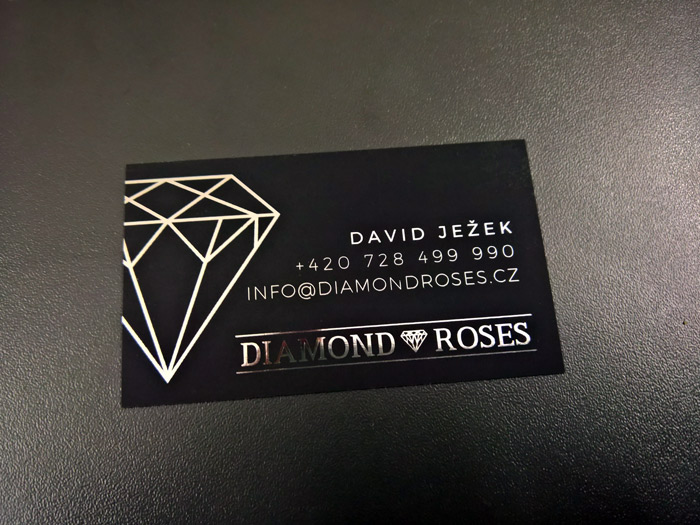 DAVID JEŽEK
+420 728 499 990
INFO@DIAMONDROSES.CZ
DIAMOND ROSES